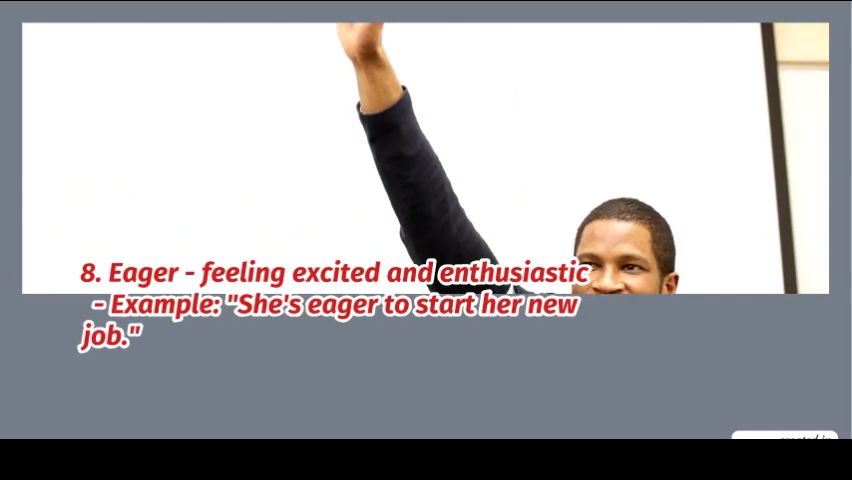 8. Eager - feeling excited and enthusiastic
- Example: "She's eager to start her new
job."